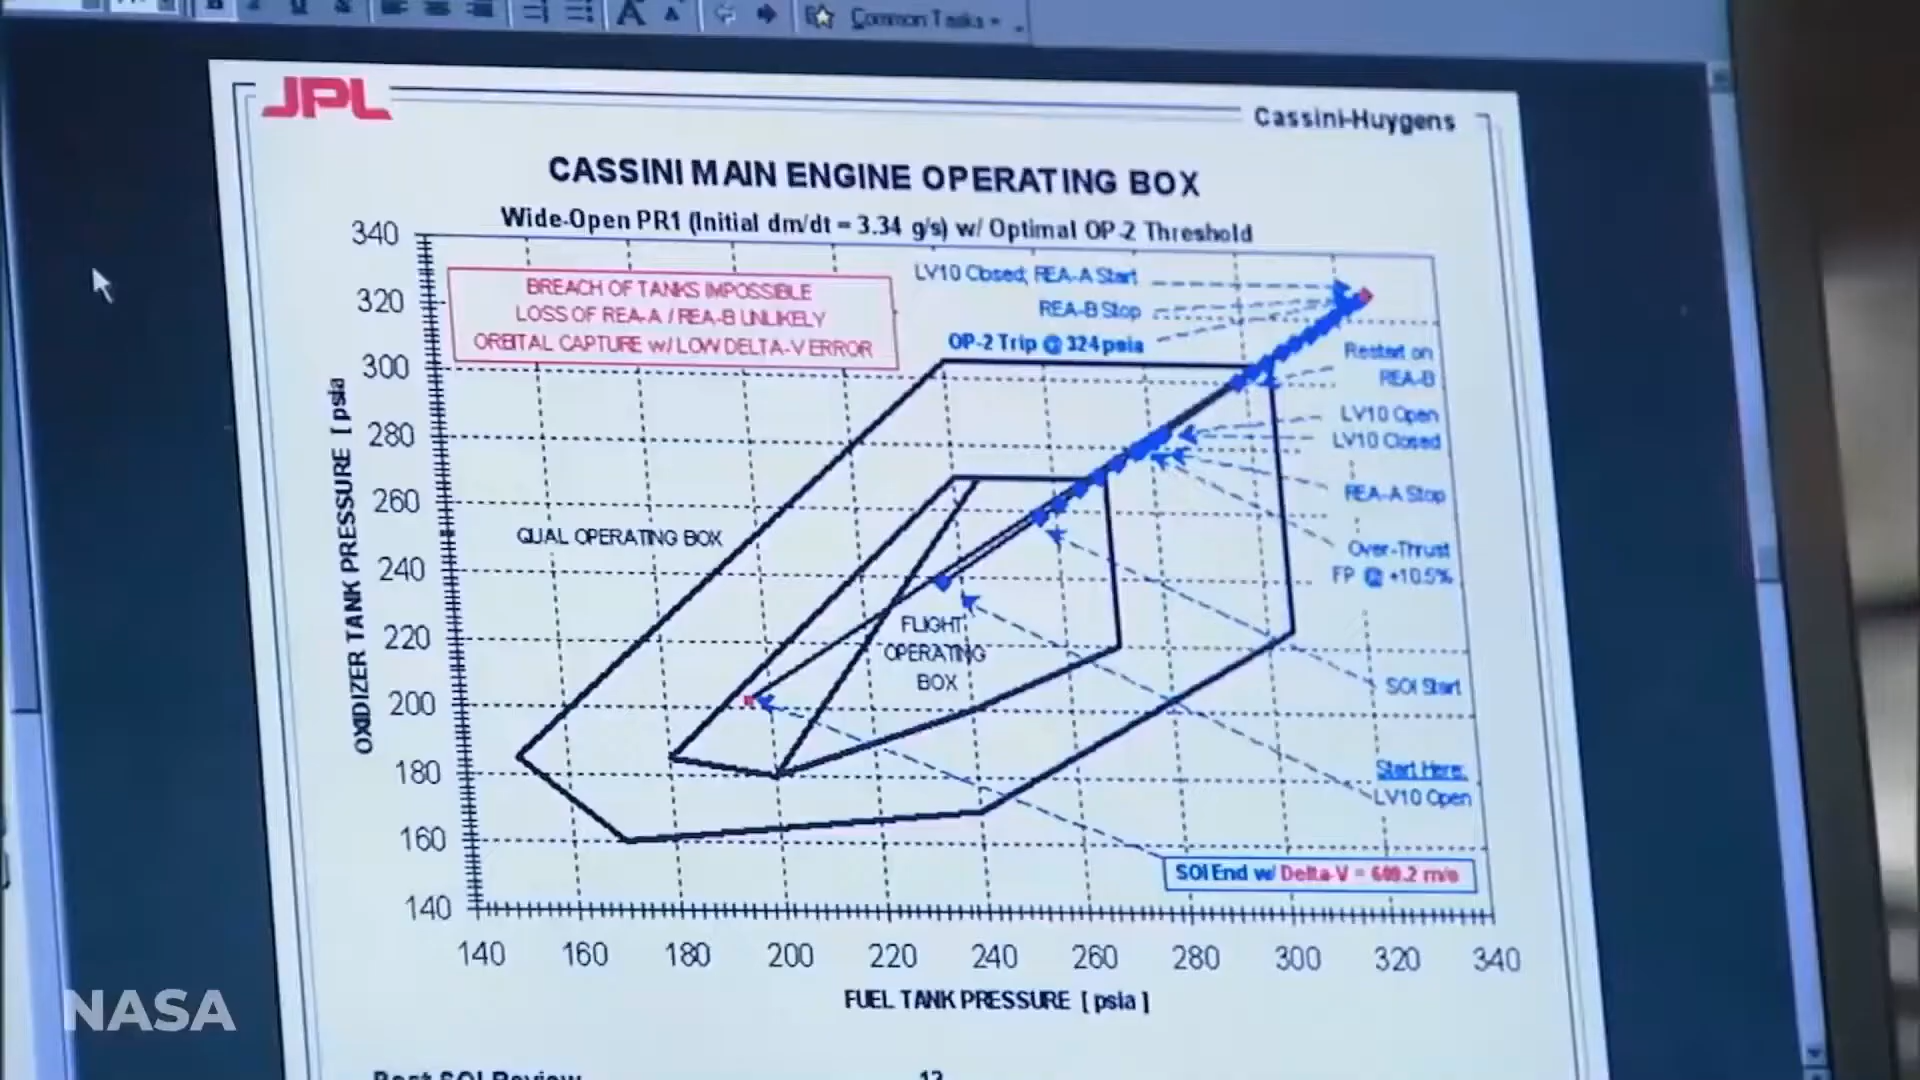 Common Tasks
JPL
Cassini-Huygens
CASSINI MAIN ENGINE OPERATING BOX
Wide-Open PR1 (Initial dm/dt = 3.34 g/s) w/ Optimal OP-2 Threshold
BREACH OF TANKS IMPOSSIBLE
LOSS OF REA-A / REA-B UNLIKELY
ORBITAL CAPTURE w/ LOW DELTA-V ERROR
LV10 Closed; REA-A Start
REA-B Stop
OP-2 Trip @ 324 psia
Restart on
REA-B
LV10 Open
LV10 Closed
REA-A Stop
Over-Thrust
FP @ +10.5%
SOI Start
Start Here:
LV10 Open
SOI End w/ Delta-V =
m/s
QUAL OPERATING BOX
FLIGHT
OPERATING
BOX
OXIDIZER TANK PRESSURE [ psia
340
320
300
280
260
240
220
200
180
160
140
140 160 180 200 220 240 260 280 300 320 340
FUEL TANK PRESSURE [ psia ]
NASA
Post SOI Review
12